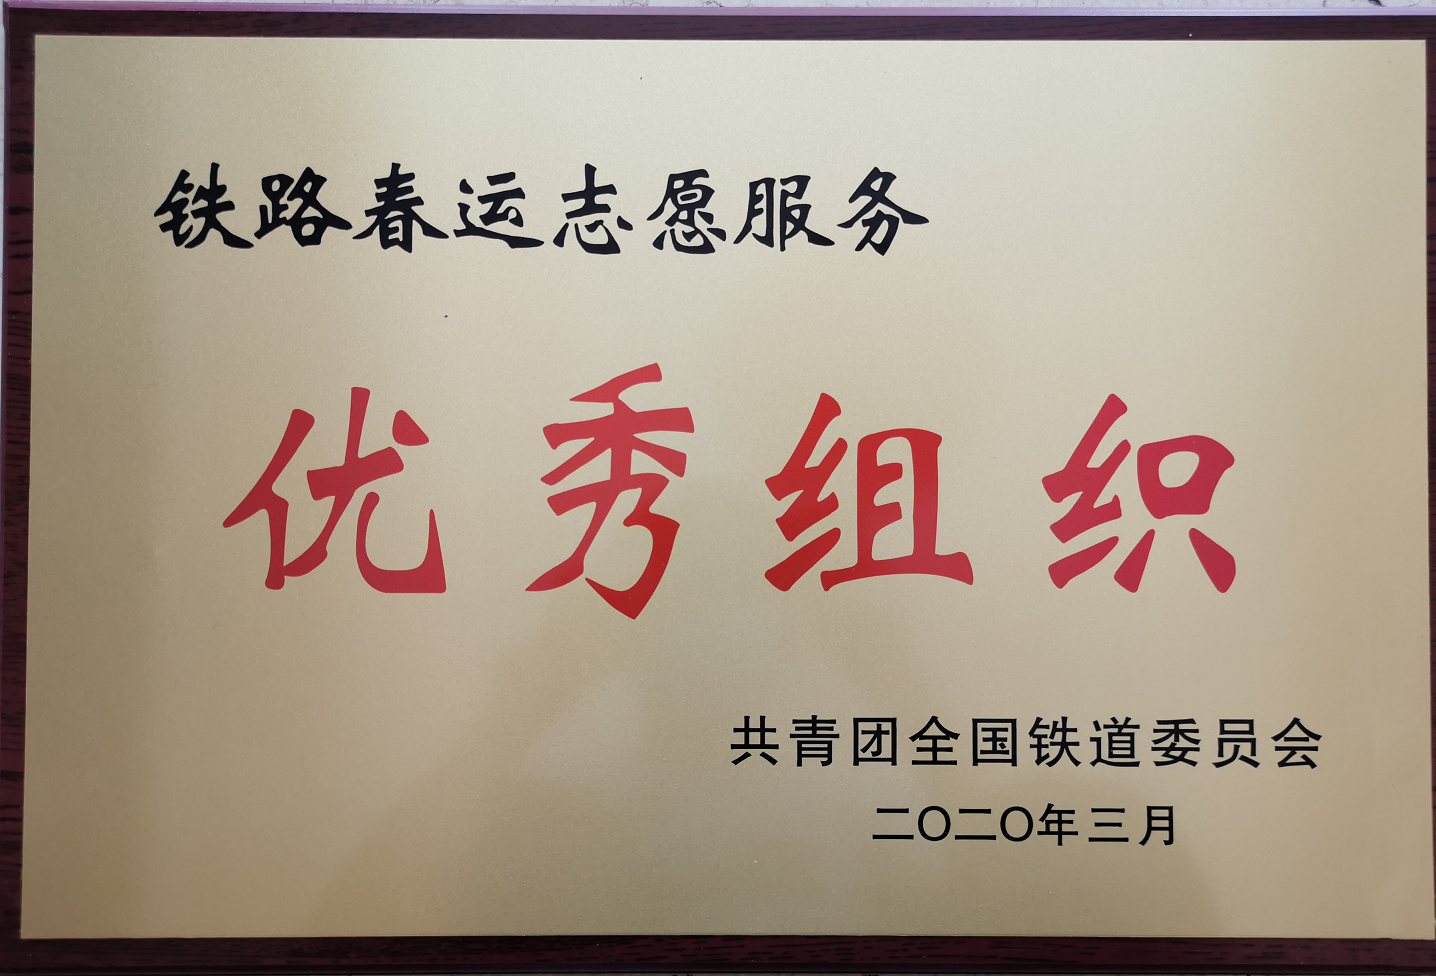 铁路春运志愿服务
优秀组织
共青团全国铁道委员会
二〇二〇年三月